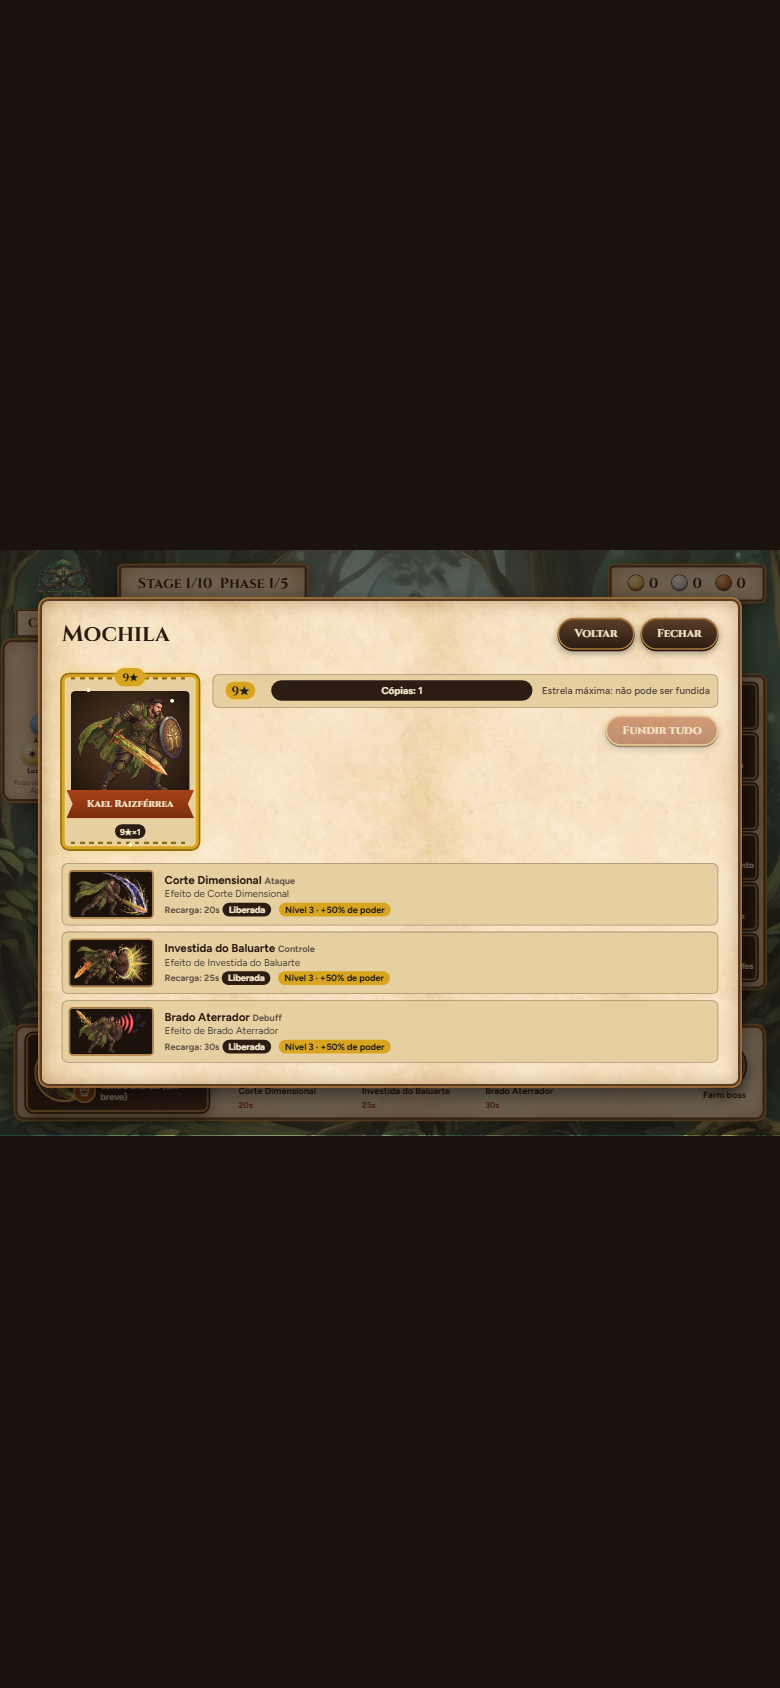 Stage 1/10 Phase 1/5
0 0 0
Mochila
Voltar
Fechar
9★
Kael Raizférrea
9★×1
9★
Cópias: 1
Estrela máxima: não pode ser fundida
Fundir tudo
Corte Dimensional Ataque
Efeito de Corte Dimensional
Recarga: 20s Liberada Nível 3 · +50% de poder
Investida do Baluarte Controle
Efeito de Investida do Baluarte
Recarga: 25s Liberada Nível 3 · +50% de poder
Brado Aterrador Debuff
Efeito de Brado Aterrador
Recarga: 30s Liberada Nível 3 · +50% de poder
breve)
Corte Dimensional
20s
Investida do Baluarte
25s
Brado Aterrador
30s
Farm boss